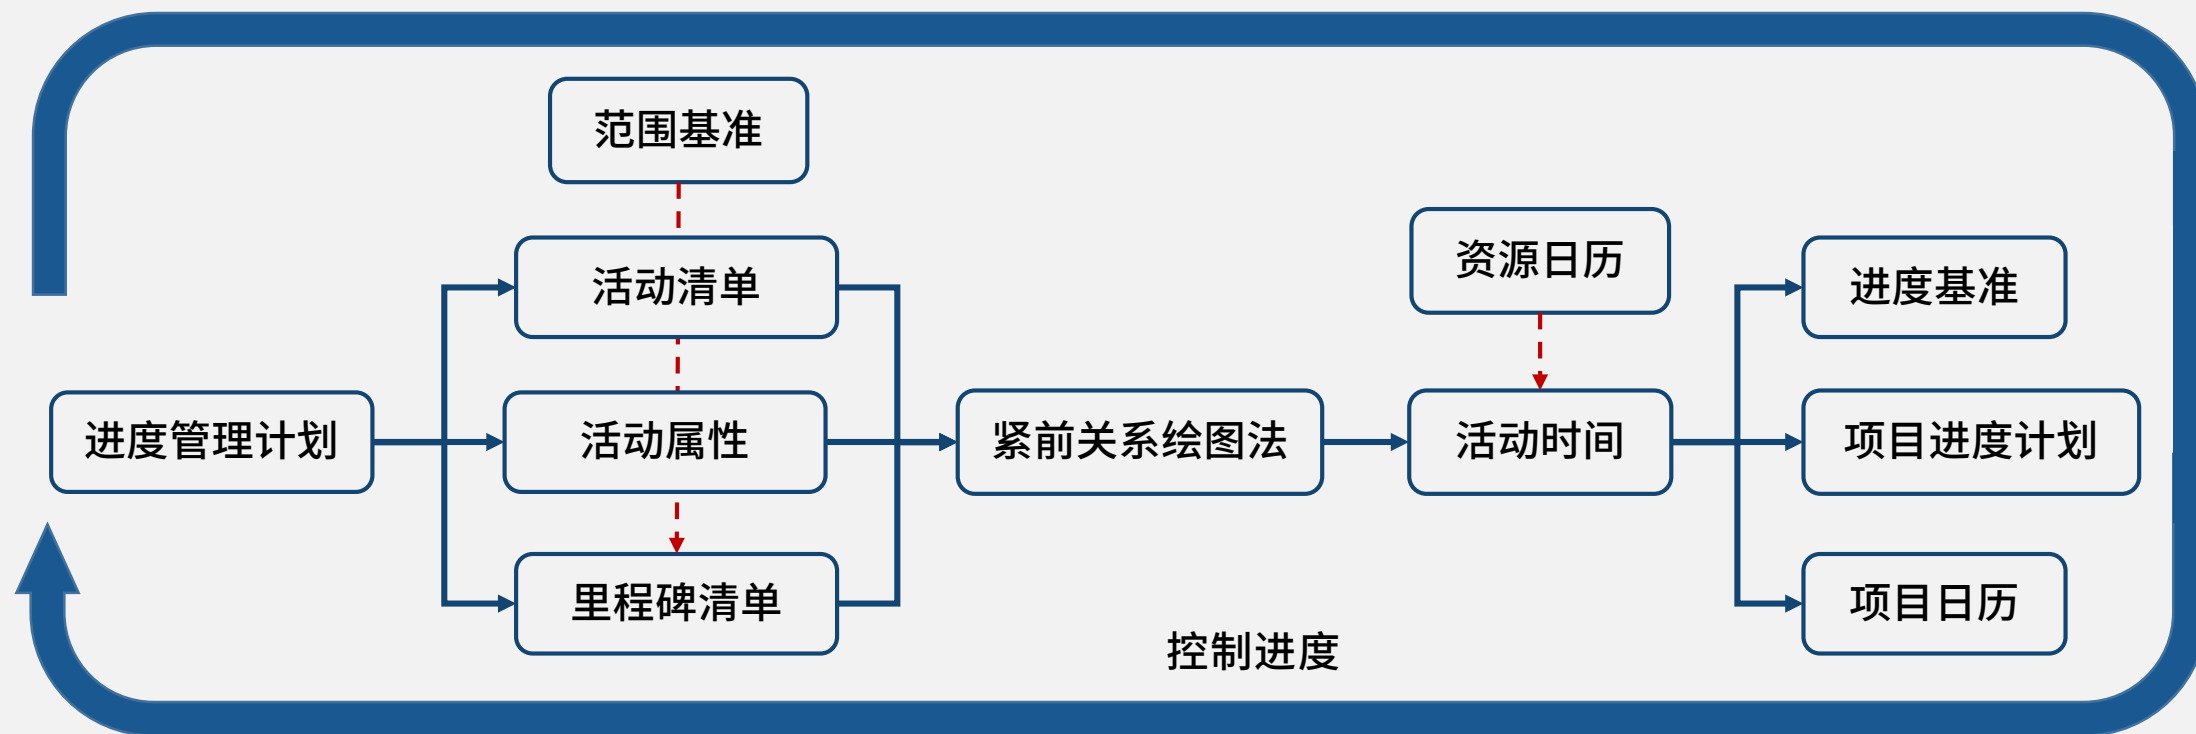 范围基准
活动清单
资源日历
进度基准
进度管理计划
活动属性
紧前关系绘图法
活动时间
项目进度计划
里程碑清单
项目日历
控制进度